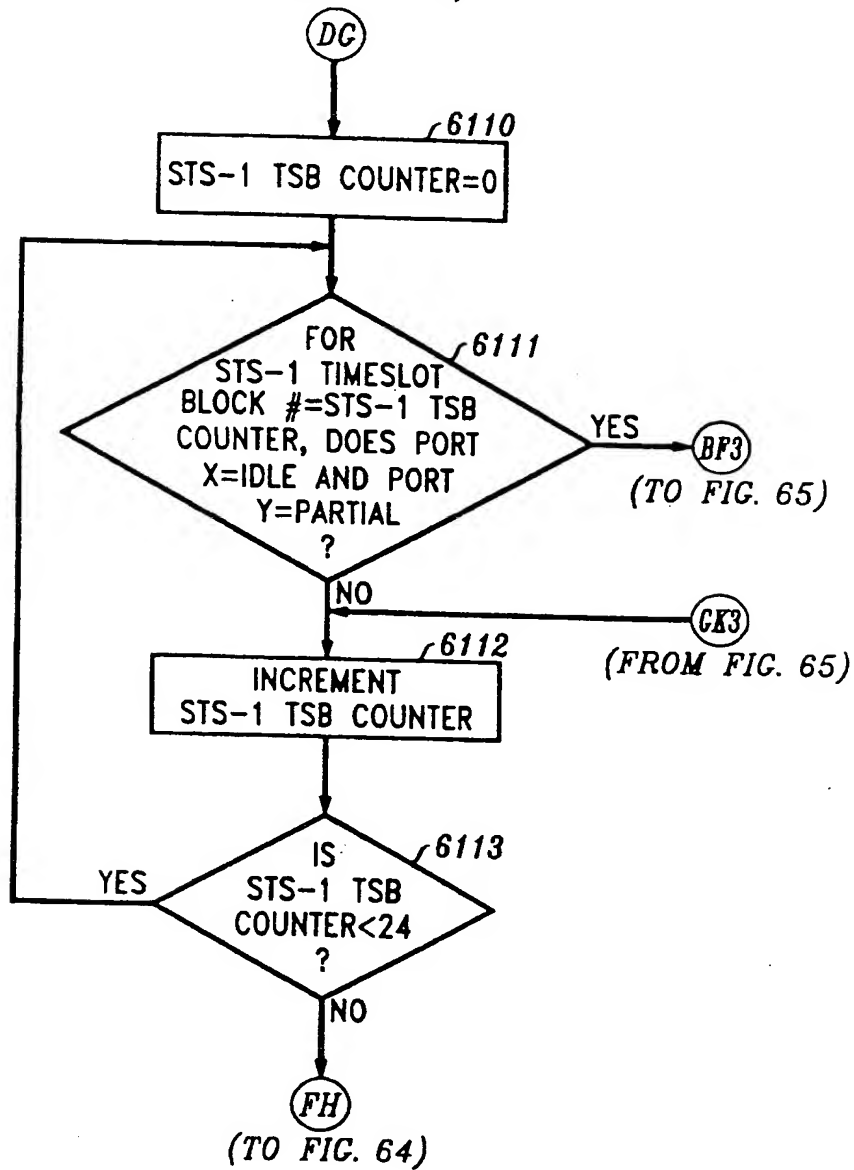 DG
6110
STS-1 TSB COUNTER=0
FOR
6111
STS-1 TIMESLOT
BLOCK #=STS-1 TSB
COUNTER, DOES PORT
X=IDLE AND PORT
Y=PARTIAL
?
YES
BF3
(TO FIG. 65)
NO
GK3
(FROM FIG. 65)
6112
INCREMENT
STS-1 TSB COUNTER
6113
IS
STS-1 TSB
COUNTER<24
?
YES
NO
FH
(TO FIG. 64)